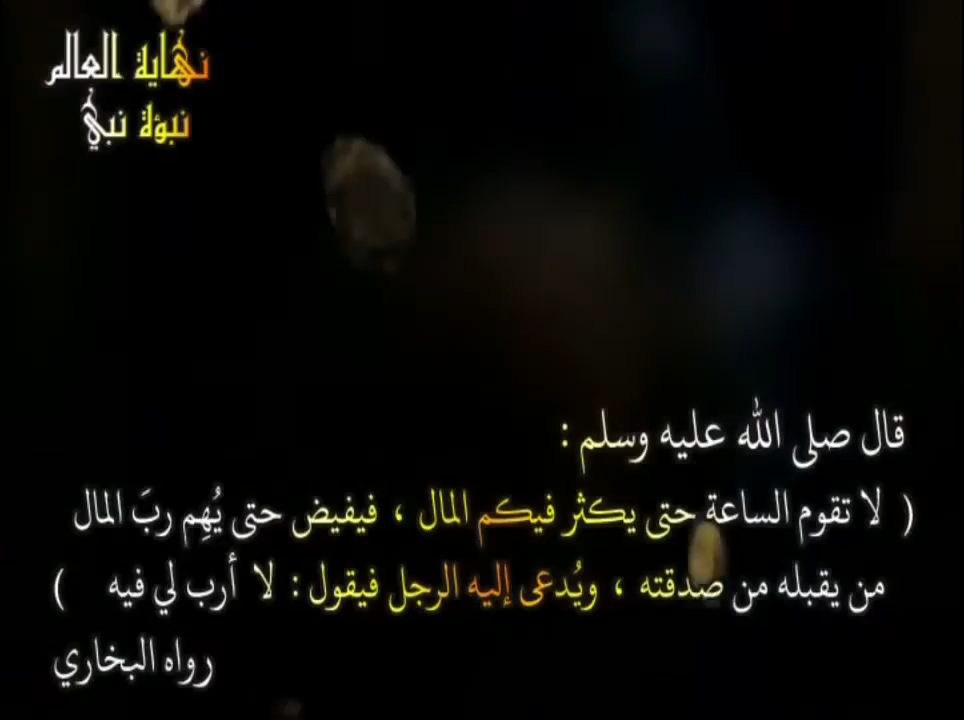 نهاية العالم
نبؤة نبي
قال صلى الله عليه وسلم :
( لا تقوم الساعة حتى يكثر فيكم المال ، فيفيض حتى يُهِم ربَ المال
من يقبله من صدقته ، ويُدعى إليه الرجل فيقول : لا أرب لي فيه )
رواه البخاري